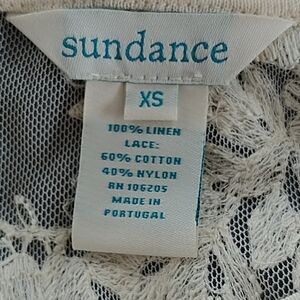 sundance
XS
100% LINEN
LACE:
60% COTTON
40% NYLON
RN 106205
MADE IN
PORTUGAL